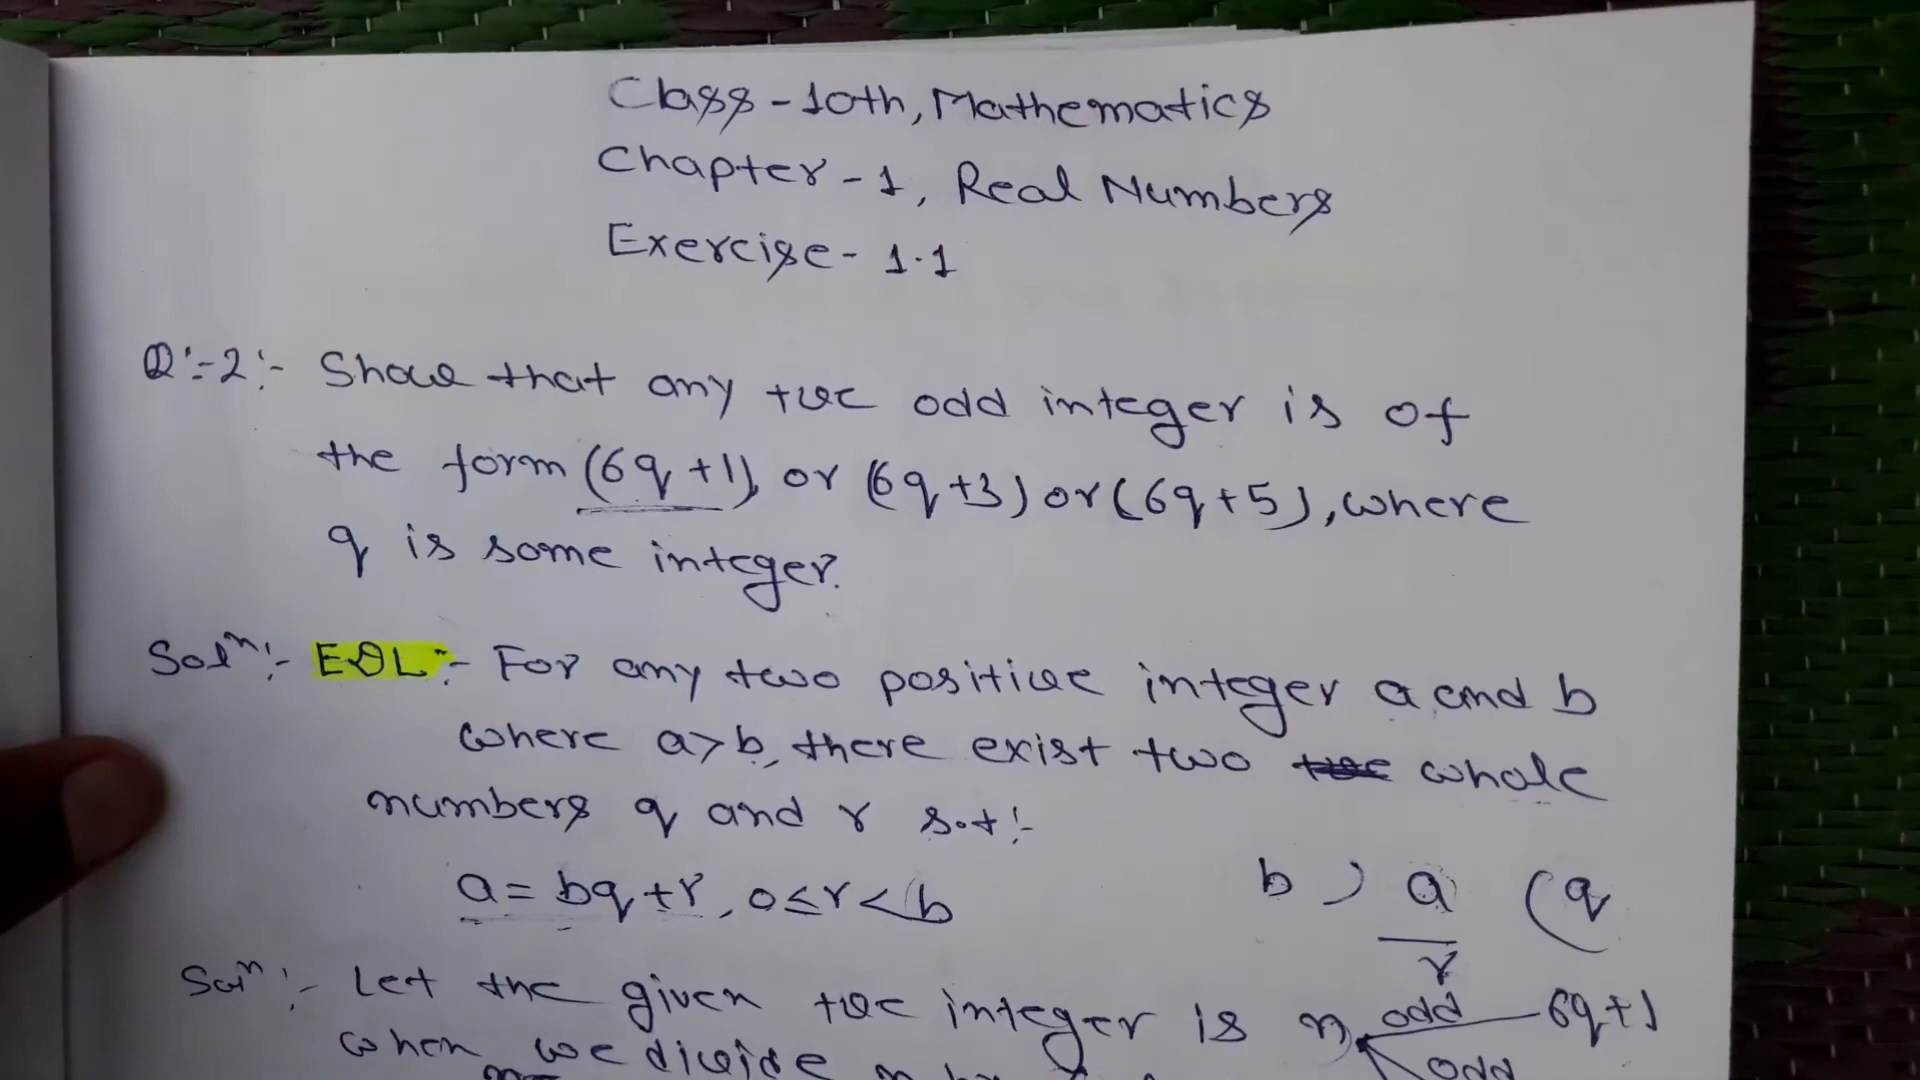 Class - 10th, Mathematics
Chapter - 1, Real Numbers
Exercise - 1.1
Q:-2:- Show that any +ve odd integer is of
the form (6q+1), or (6q+3) or (6q+5), where
q is some integer.
Solⁿ:- EDL:- For any two positive integer a and b
where a>b, there exist two whole
numbers q and r s.t:-
a = bq+r, 0≤r<b
b ) a ( q
r
Solⁿ:- Let the given +ve integer is n odd 6q+1
when we divide n by odd